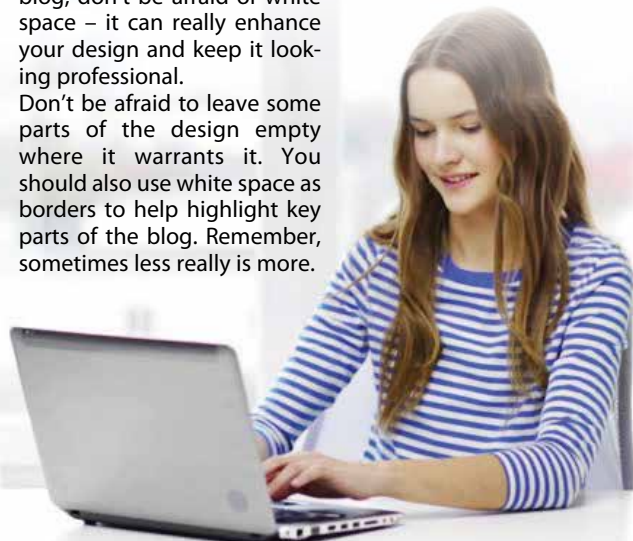 blog, don't be afraid of white
space – it can really enhance
your design and keep it look-
ing professional.
Don't be afraid to leave some
parts of the design empty
where it warrants it. You
should also use white space as
borders to help highlight key
parts of the blog. Remember,
sometimes less really is more.